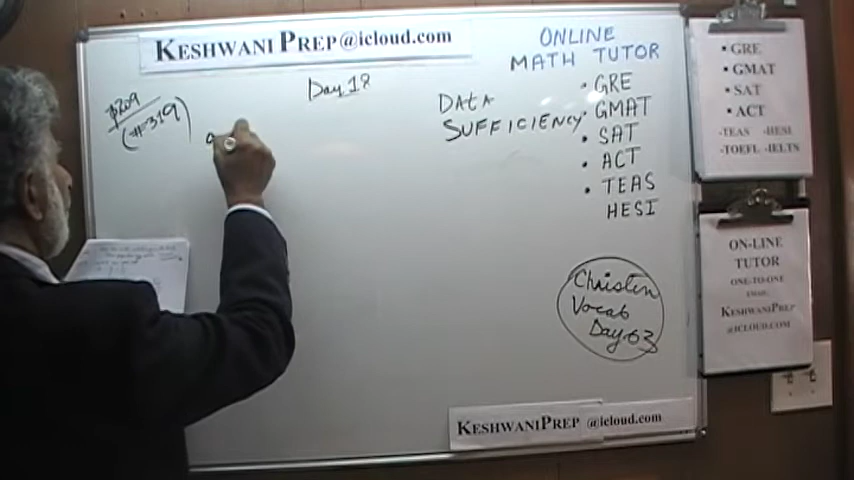 KESHWANI PREP@icloud.com
Day 18
(#319)
DATA
SUFFICIENCY
ONLINE
MATH TUTOR
• GRE
• GMAT
• SAT
• ACT
• TEAS
HESI
Christen
Vocab
Day 63
KESHWANIPREP @icloud.com
• GRE
• GMAT
• SAT
• ACT
-TEAS -HESI
-TOEFL -IELTS
ON-LINE
TUTOR
ONE-TO-ONE
EMAIL:
KESHWANIPREP
@ICLOUD.COM